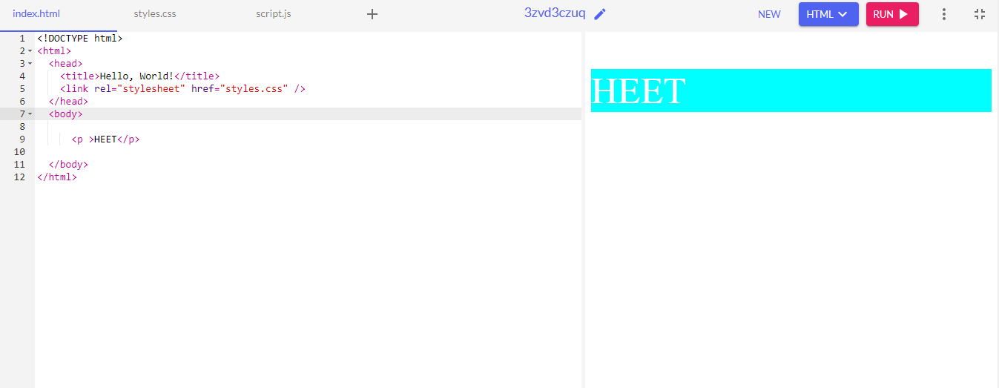 index.html styles.css script.js + 3zvd3czuq NEW HTML RUN
1 <!DOCTYPE html>
2 <html>
3 <head>
4 <title>Hello, World!</title>
5 <link rel="stylesheet" href="styles.css" />
6 </head>
7 <body>
8
9 <p >HEET</p>
10
11 </body>
12 </html>
HEET